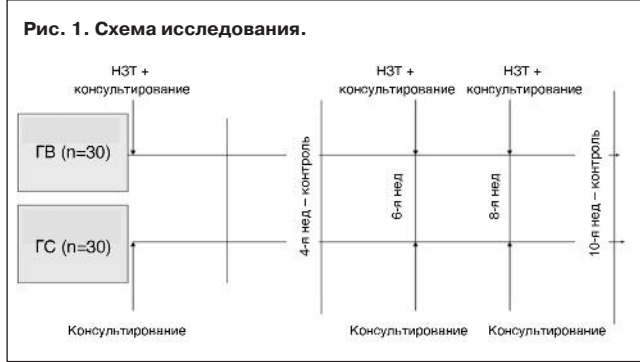 Рис. 1. Схема исследования.
НЗТ +
консультирование
НЗТ +
консультирование
НЗТ +
консультирование
ГВ (n=30)
ГС (n=30)
4-я нед – контроль
6-я нед
8-я нед
10-я нед – контроль
Консультирование
Консультирование
Консультирование